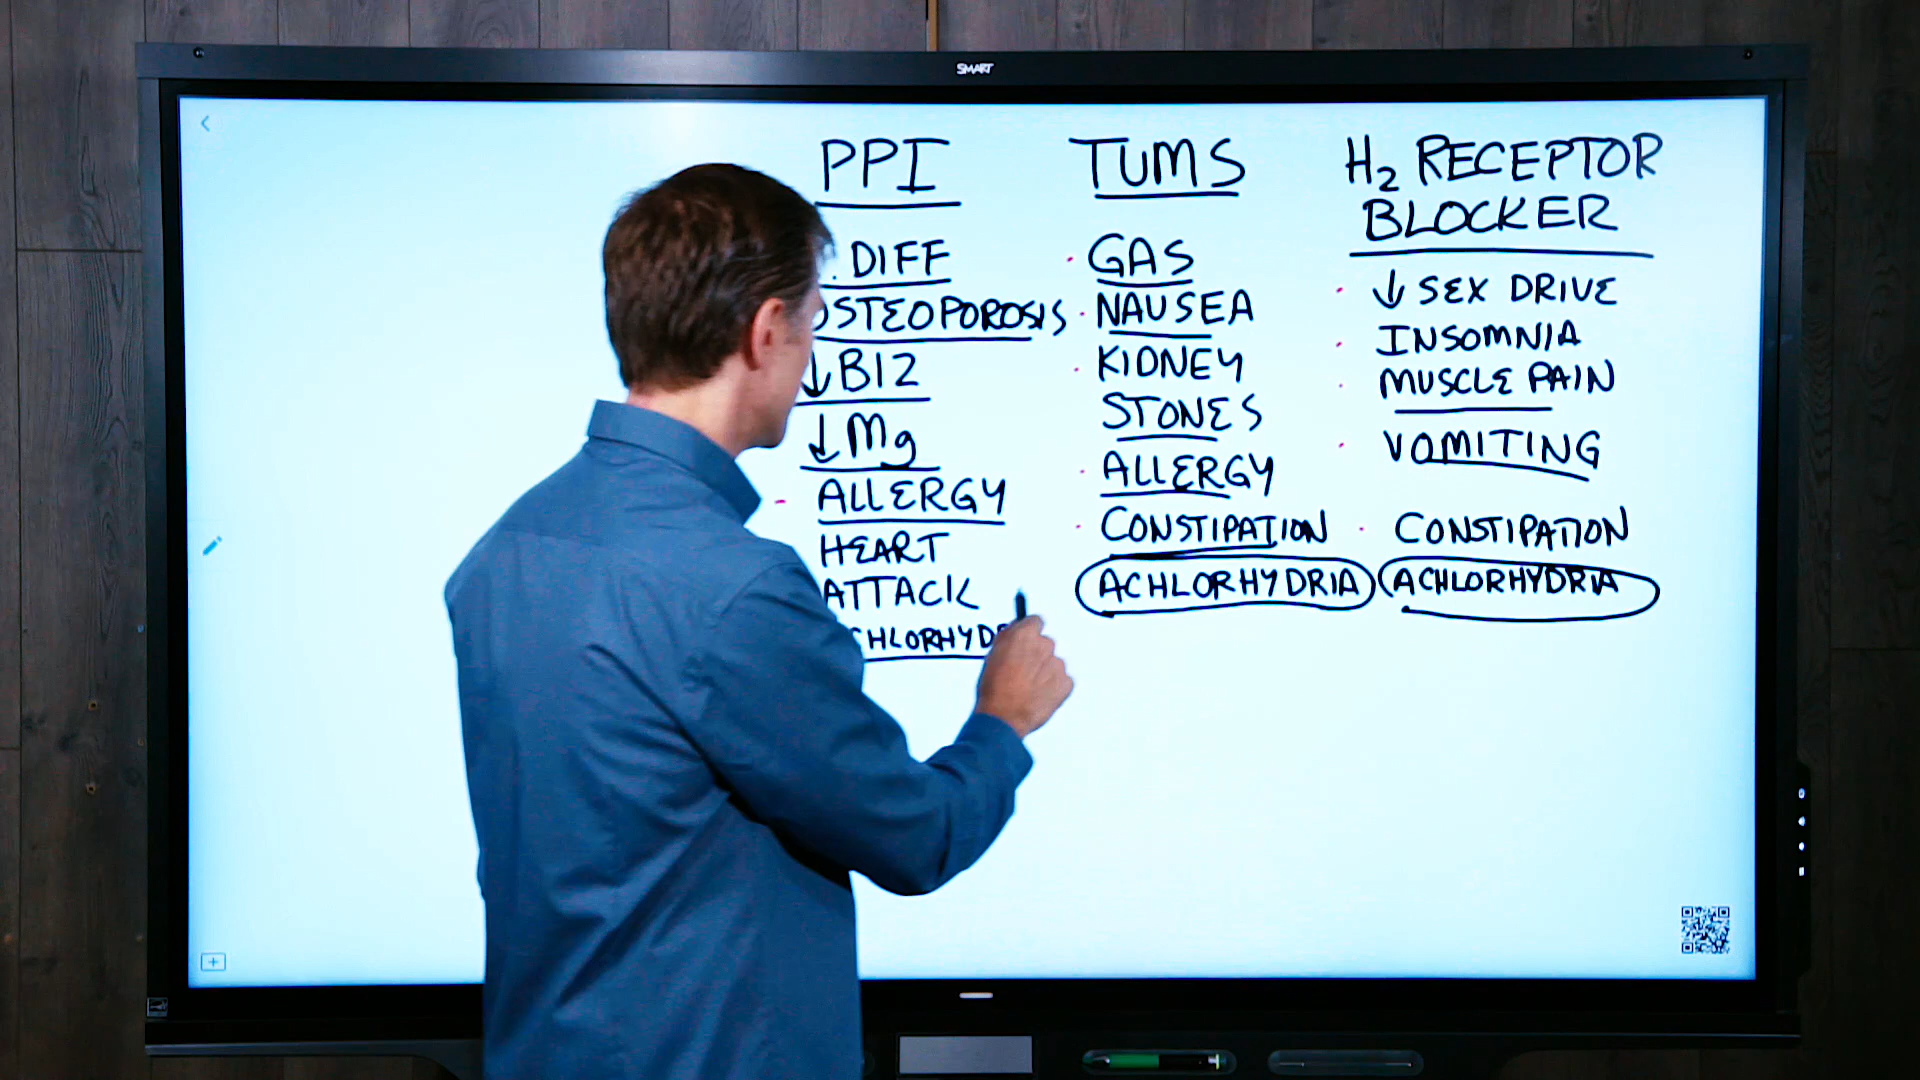 SMART
PPI
DIFF
OSTEOPOROSIS
↓ B12
↓ Mg
ALLERGY
HEART
ATTACK
CHLORHYD
TUMS
GAS
NAUSEA
KIDNEY
STONES
ALLERGY
CONSTIPATION
ACHLORHYDRIA
H2 RECEPTOR
BLOCKER
↓ SEX DRIVE
INSOMNIA
MUSCLE PAIN
VOMITING
CONSTIPATION
ACHLORHYDRIA